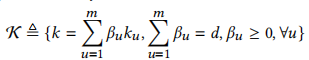 𝒦 ≜ {k = ∑_{u=1}^{m} β_u k_u, ∑_{u=1}^{m} β_u = d, β_u ≥ 0, ∀u}